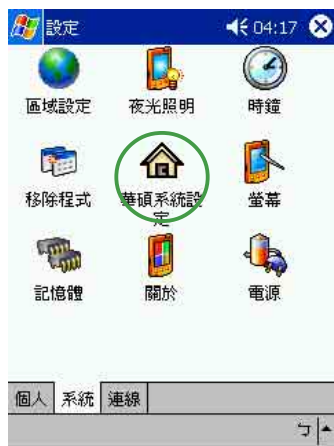 設定 04:17
區域設定 夜光照明 時鐘
移除程式 華碩系統設定 螢幕
記憶體 關於 電源
個人 系統 連線
ㄅ